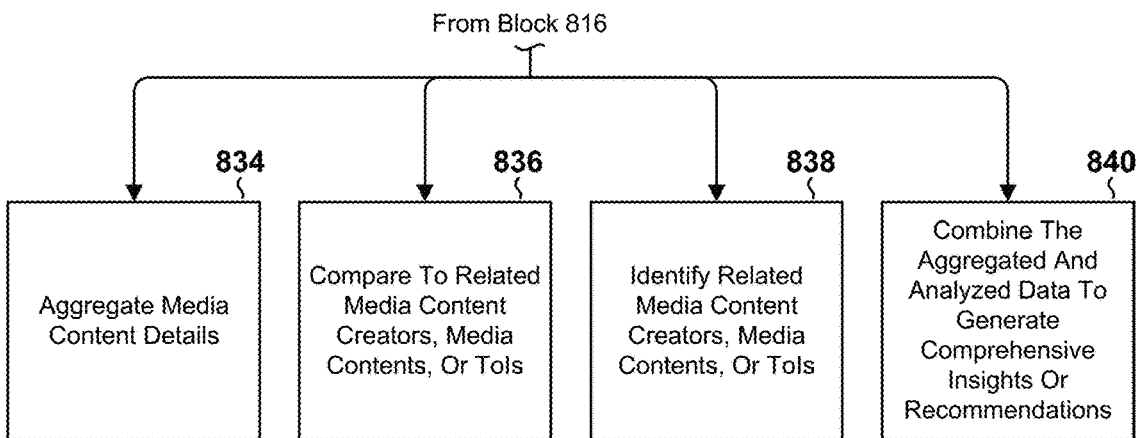 From Block 816
834
Aggregate Media
Content Details
836
Compare To Related
Media Content
Creators, Media
Contents, Or ToIs
838
Identify Related
Media Content
Creators, Media
Contents, Or ToIs
840
Combine The
Aggregated And
Analyzed Data To
Generate
Comprehensive
Insights Or
Recommendations